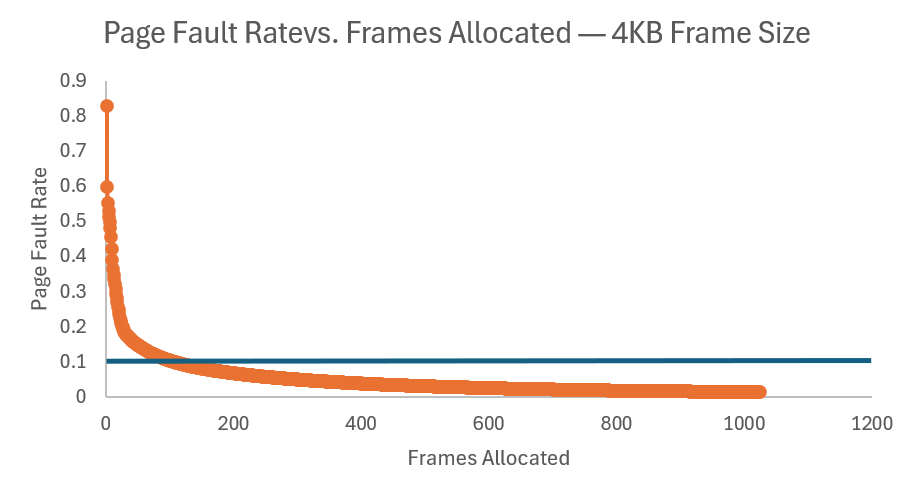 Page Fault Ratevs. Frames Allocated — 4KB Frame Size
0.9
0.8
0.7
0.6
0.5
0.4
0.3
0.2
0.1
0
Page Fault Rate
0 200 400 600 800 1000 1200
Frames Allocated